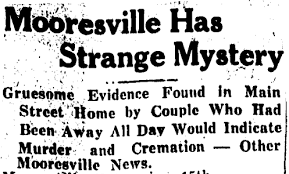 Mooresville Has
Strange Mystery
Gruesome Evidence Found in Main
Street Home by Couple Who Had
Been Away All Day Would Indicate
Murder and Cremation — Other
Mooresville News.